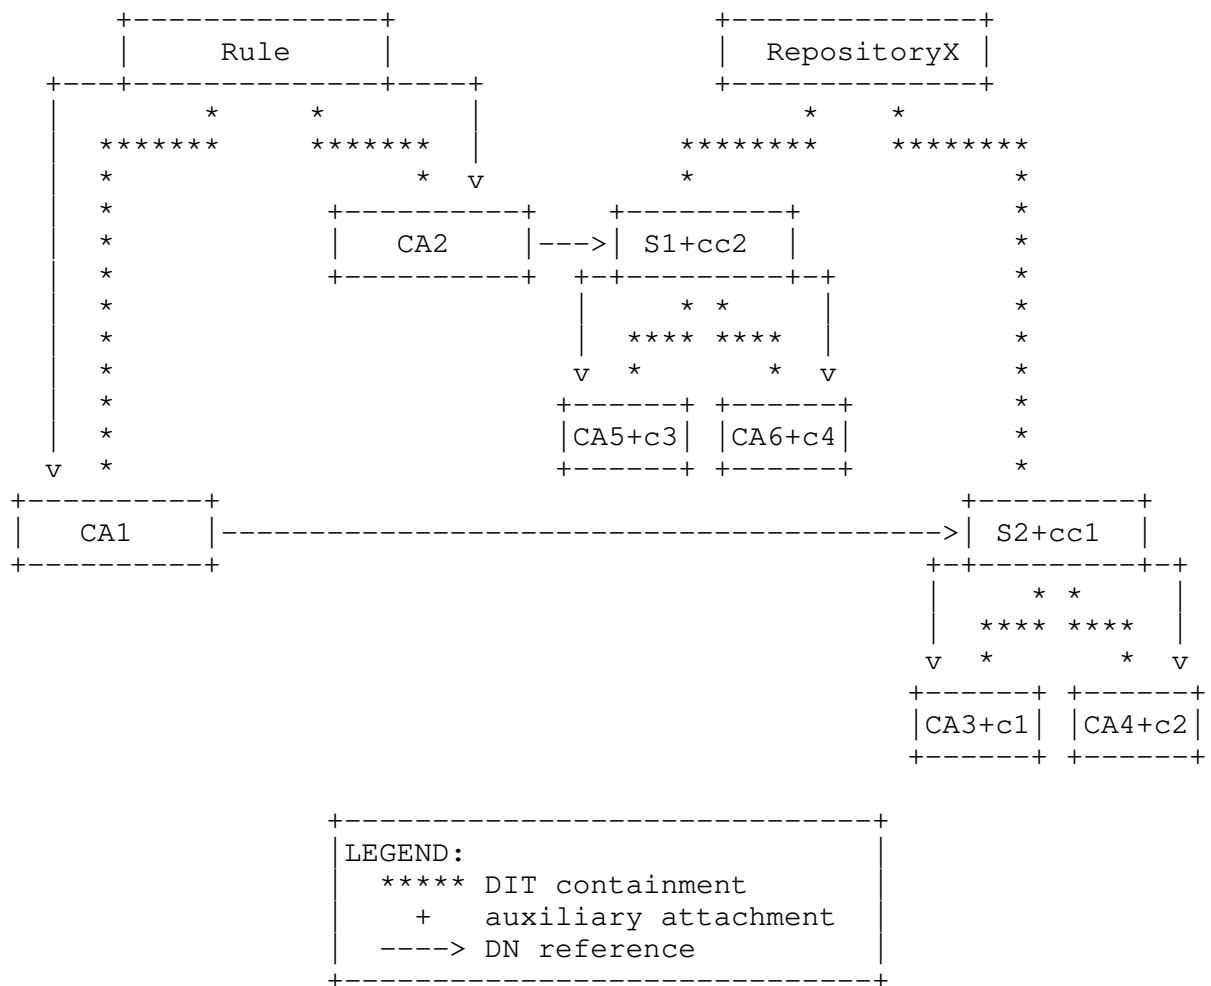 Rule RepositoryX
CA2 S1+cc2
CA5+c3 CA6+c4
CA1 S2+cc1
CA3+c1 CA4+c2
LEGEND:
***** DIT containment
+ auxiliary attachment
----> DN reference